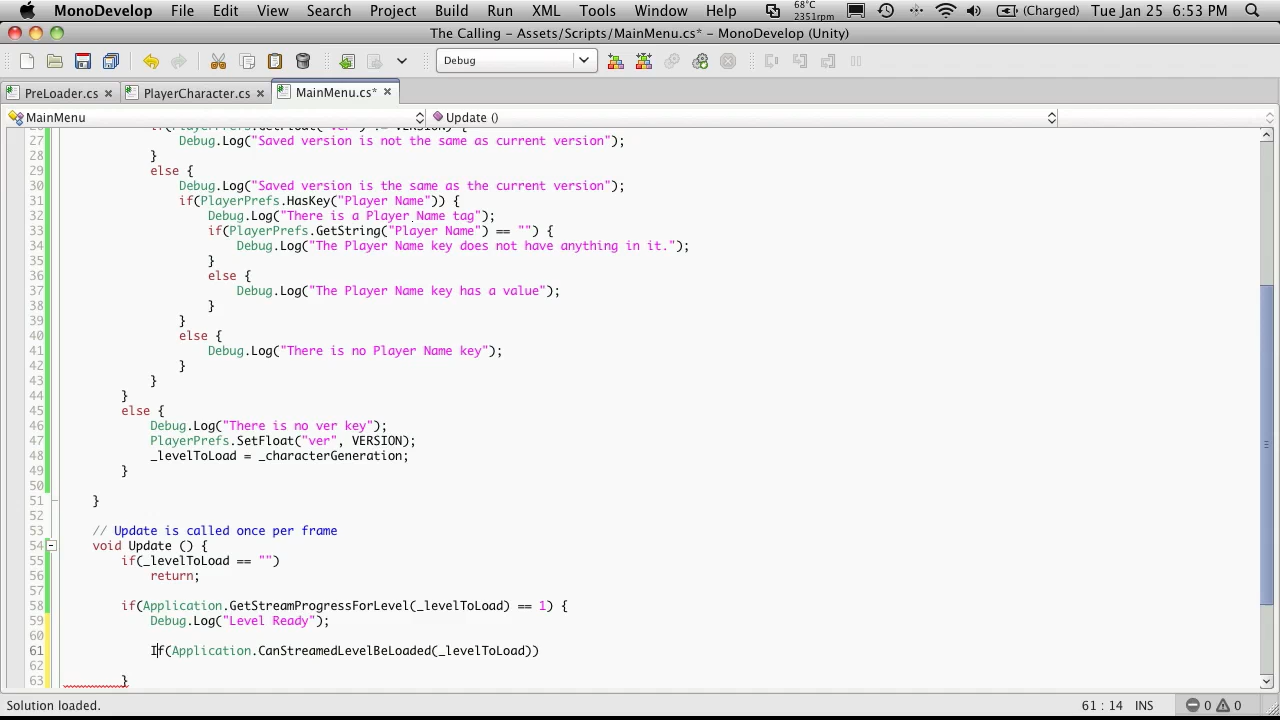 MonoDevelop File Edit View Search Project Build Run XML Tools Window Help 68°C 2351rpm (Charged) Tue Jan 25 6:53 PM
The Calling – Assets/Scripts/MainMenu.cs* – MonoDevelop (Unity)
Debug
PreLoader.cs × PlayerCharacter.cs × MainMenu.cs* ×
MainMenu Update ()
26 if(PlayerPrefs.GetFloat("ver") != VERSION) {
27 Debug.Log("Saved version is not the same as current version");
28 }
29 else {
30 Debug.Log("Saved version is the same as the current version");
31 if(PlayerPrefs.HasKey("Player Name")) {
32 Debug.Log("There is a Player Name tag");
33 if(PlayerPrefs.GetString("Player Name") == "") {
34 Debug.Log("The Player Name key does not have anything in it.");
35 }
36 else {
37 Debug.Log("The Player Name key has a value");
38 }
39 }
40 else {
41 Debug.Log("There is no Player Name key");
42 }
43 }
44 }
45 else {
46 Debug.Log("There is no ver key");
47 PlayerPrefs.SetFloat("ver", VERSION);
48 _levelToLoad = _characterGeneration;
49 }
50
51 }
52
53 // Update is called once per frame
54 void Update () {
55 if(_levelToLoad == "")
56 return;
57
58 if(Application.GetStreamProgressForLevel(_levelToLoad) == 1) {
59 Debug.Log("Level Ready");
60
61 If(Application.CanStreamedLevelBeLoaded(_levelToLoad))
62
63 }
Solution loaded. 61 : 14 INS 0 0